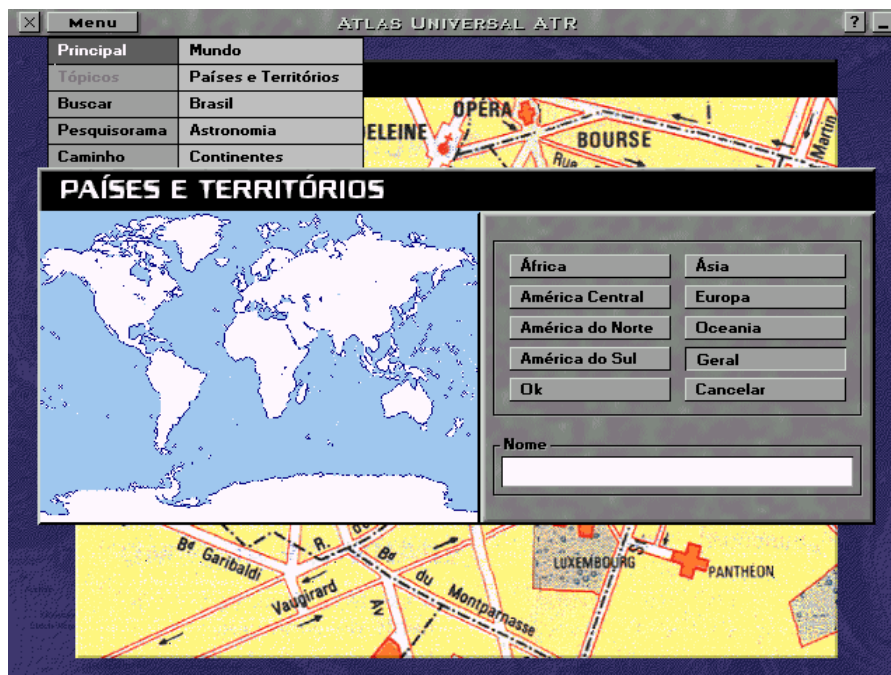 Menu
ATLAS UNIVERSAL ATR
?
Principal
Mundo
Tópicos
Países e Territórios
Buscar
Brasil
Pesquisorama
Astronomia
Caminho
Continentes
OPÉRA
DELEINE
BOURSE
Rue
Martin
PAÍSES E TERRITÓRIOS
África
Ásia
América Central
Europa
América do Norte
Oceania
América do Sul
Geral
Ok
Cancelar
Nome
Bd Garibaldi
R.
Bd
du
Montparnasse
Vaugirard
Av
LUXEMBOURG
St
PANTHEON